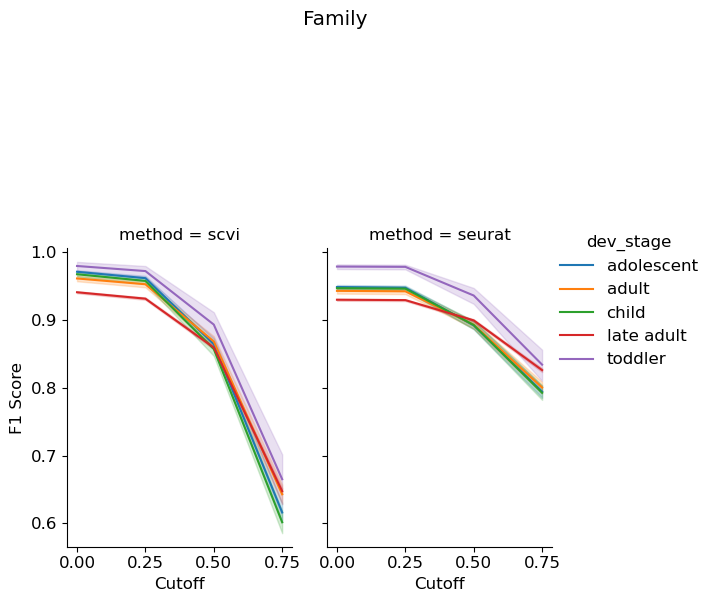 Family
method = scvi
method = seurat
dev_stage
adolescent
adult
child
late adult
toddler
F1 Score
1.0
0.9
0.8
0.7
0.6
0.00 0.25 0.50 0.75
0.00 0.25 0.50 0.75
Cutoff
Cutoff